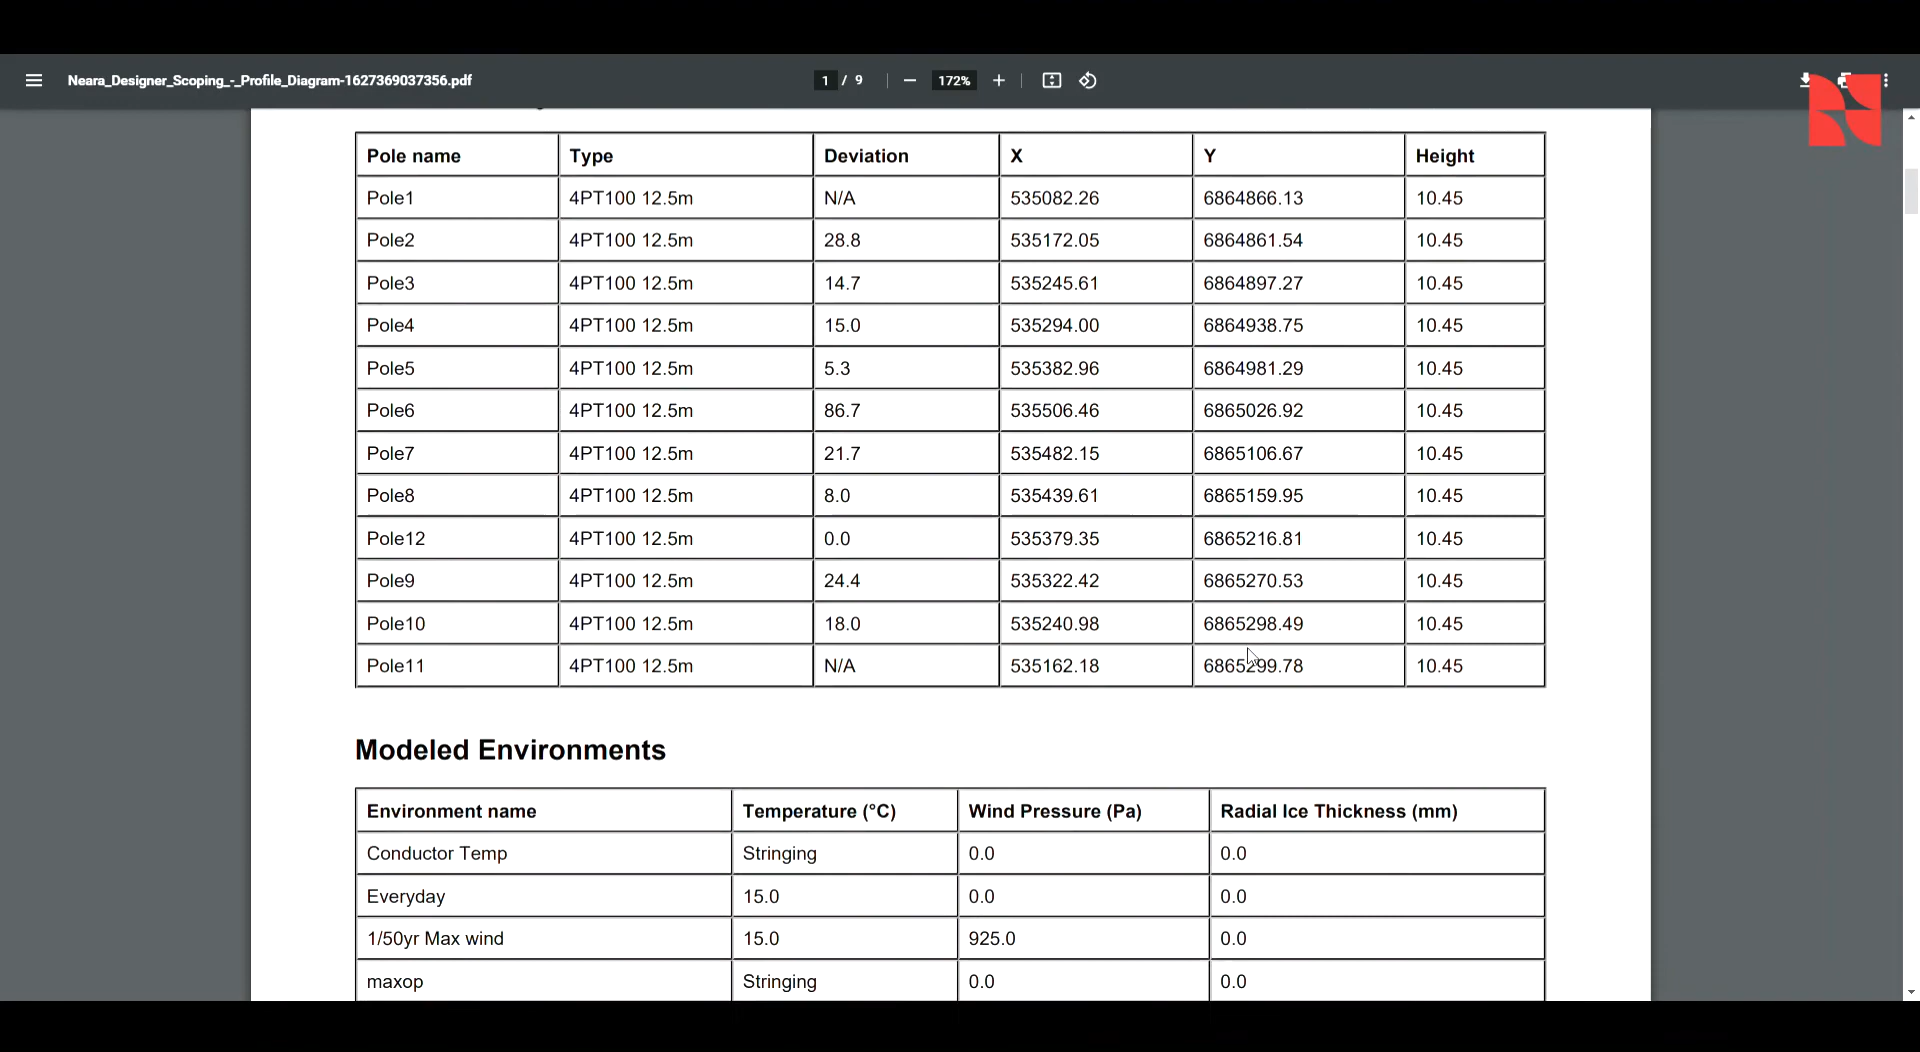 Neara_Designer_Scoping_-_Profile_Diagram-1627369037356.pdf 1 / 9 172%
Pole name Type Deviation X Y Height
Pole1 4PT100 12.5m N/A 535082.26 6864866.13 10.45
Pole2 4PT100 12.5m 28.8 535172.05 6864861.54 10.45
Pole3 4PT100 12.5m 14.7 535245.61 6864897.27 10.45
Pole4 4PT100 12.5m 15.0 535294.00 6864938.75 10.45
Pole5 4PT100 12.5m 5.3 535382.96 6864981.29 10.45
Pole6 4PT100 12.5m 86.7 535506.46 6865026.92 10.45
Pole7 4PT100 12.5m 21.7 535482.15 6865106.67 10.45
Pole8 4PT100 12.5m 8.0 535439.61 6865159.95 10.45
Pole12 4PT100 12.5m 0.0 535379.35 6865216.81 10.45
Pole9 4PT100 12.5m 24.4 535322.42 6865270.53 10.45
Pole10 4PT100 12.5m 18.0 535240.98 6865298.49 10.45
Pole11 4PT100 12.5m N/A 535162.18 6865299.78 10.45
Modeled Environments
Environment name Temperature (°C) Wind Pressure (Pa) Radial Ice Thickness (mm)
Conductor Temp Stringing 0.0 0.0
Everyday 15.0 0.0 0.0
1/50yr Max wind 15.0 925.0 0.0
maxop Stringing 0.0 0.0